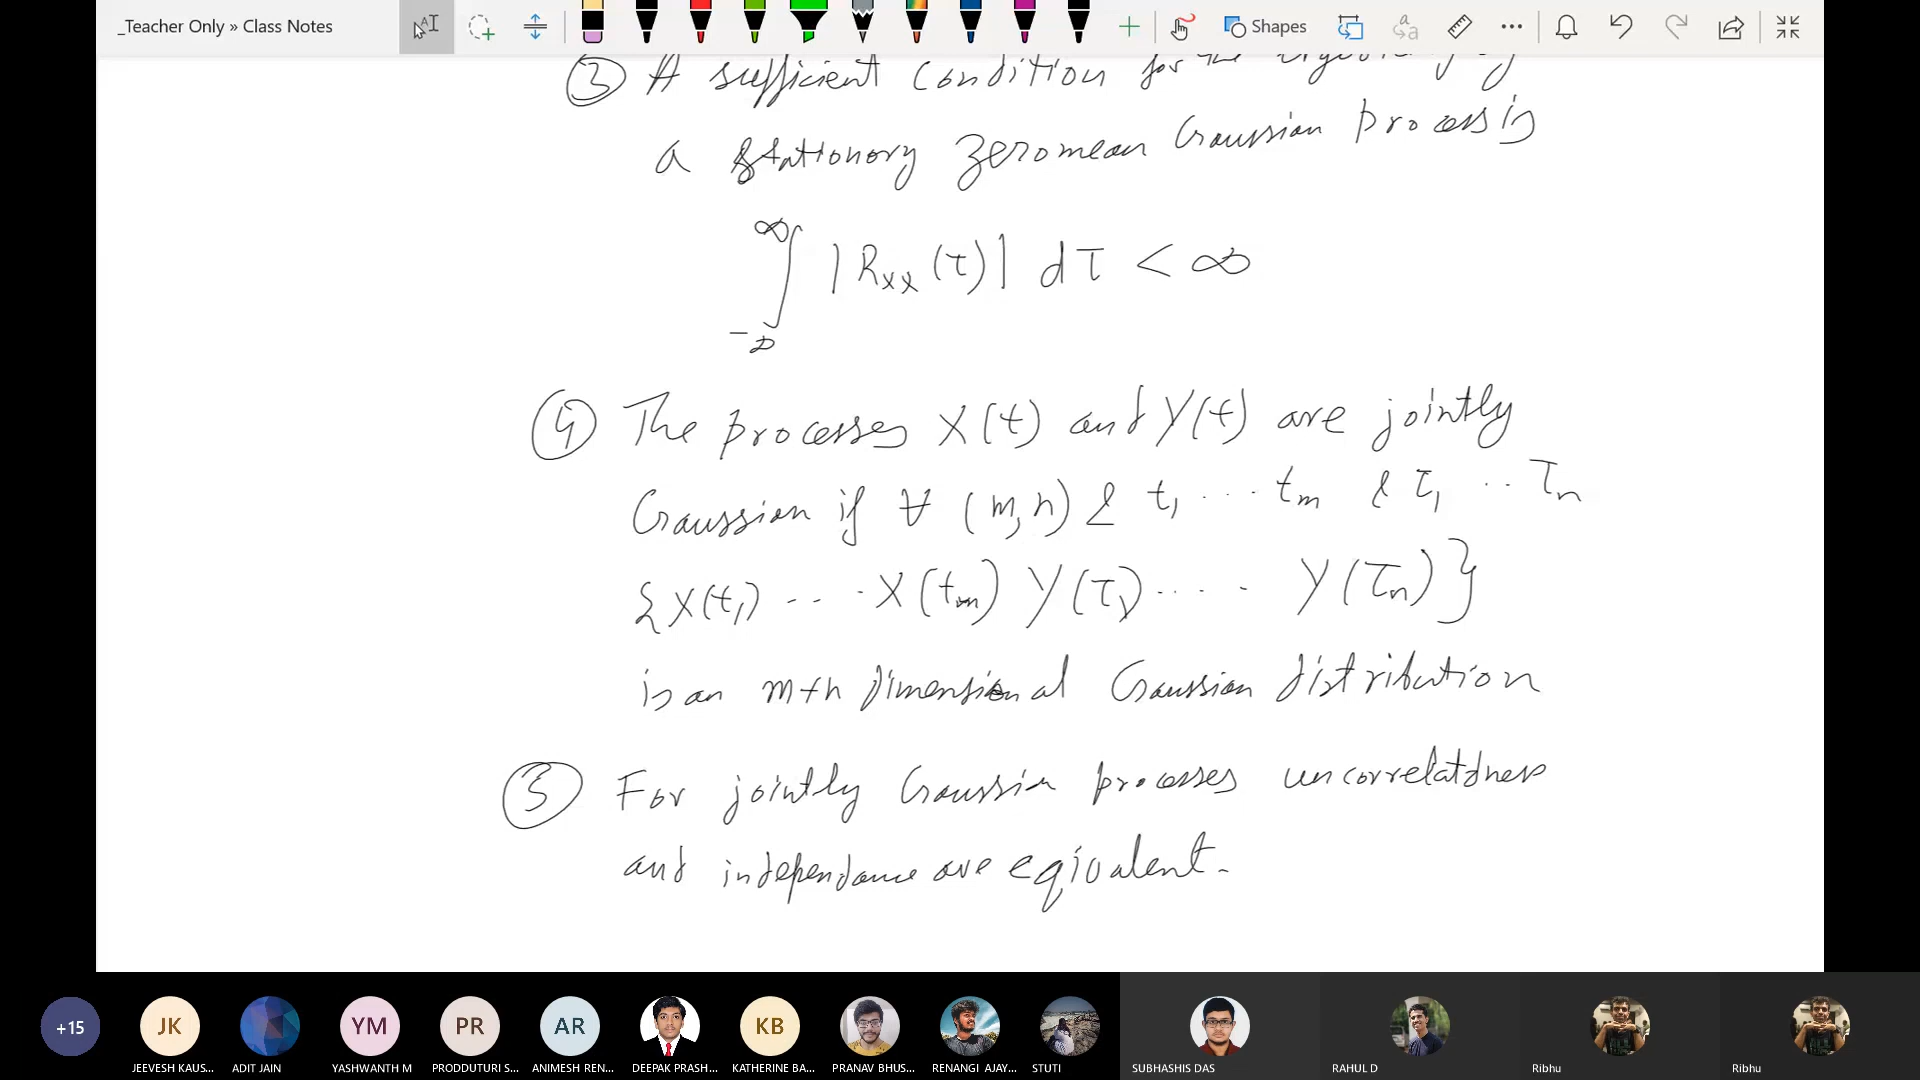 _Teacher Only » Class Notes
Shapes
③ A sufficient condition for the
a stationory zeromean Gaussian process is
∞
∫ |Rxx(τ)| dτ < ∞
-∞
④ The processes X(t) and Y(t) are jointly
Gaussian if ∀ (m,n) & t₁ ... tm & τ₁ .. τn
{X(t₁) --- X(tm) Y(τ₁) .... Y(τn)}
is an m+n dimensional Gaussian distribution
⑤ For jointly Gaussian processes uncorrelatdness
and independance are eqivalent.
+15
JK
YM
PR
AR
KB
JEEVESH KAUS...
ADIT JAIN
YASHWANTH M
PRODDUTURI S...
ANIMESH REN...
DEEPAK PRASH...
KATHERINE BA...
PRANAV BHUS...
RENANGI AJAY...
STUTI
SUBHASHIS DAS
RAHUL D
Ribhu
Ribhu